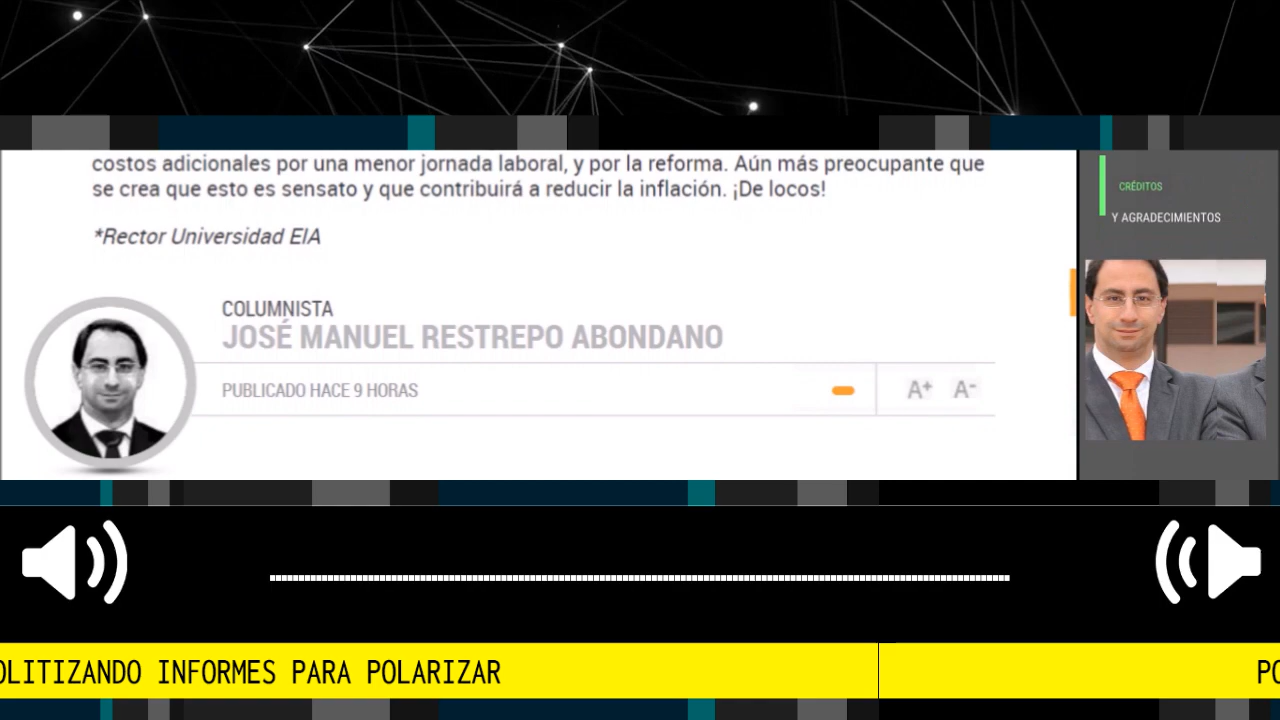 costos adicionales por una menor jornada laboral, y por la reforma. Aún más preocupante que
se crea que esto es sensato y que contribuirá a reducir la inflación. ¡De locos!
*Rector Universidad EIA
COLUMNISTA
JOSÉ MANUEL RESTREPO ABONDANO
PUBLICADO HACE 9 HORAS
A+ A-
CRÉDITOS
Y AGRADECIMIENTOS
OLITIZANDO INFORMES PARA POLARIZAR
PO